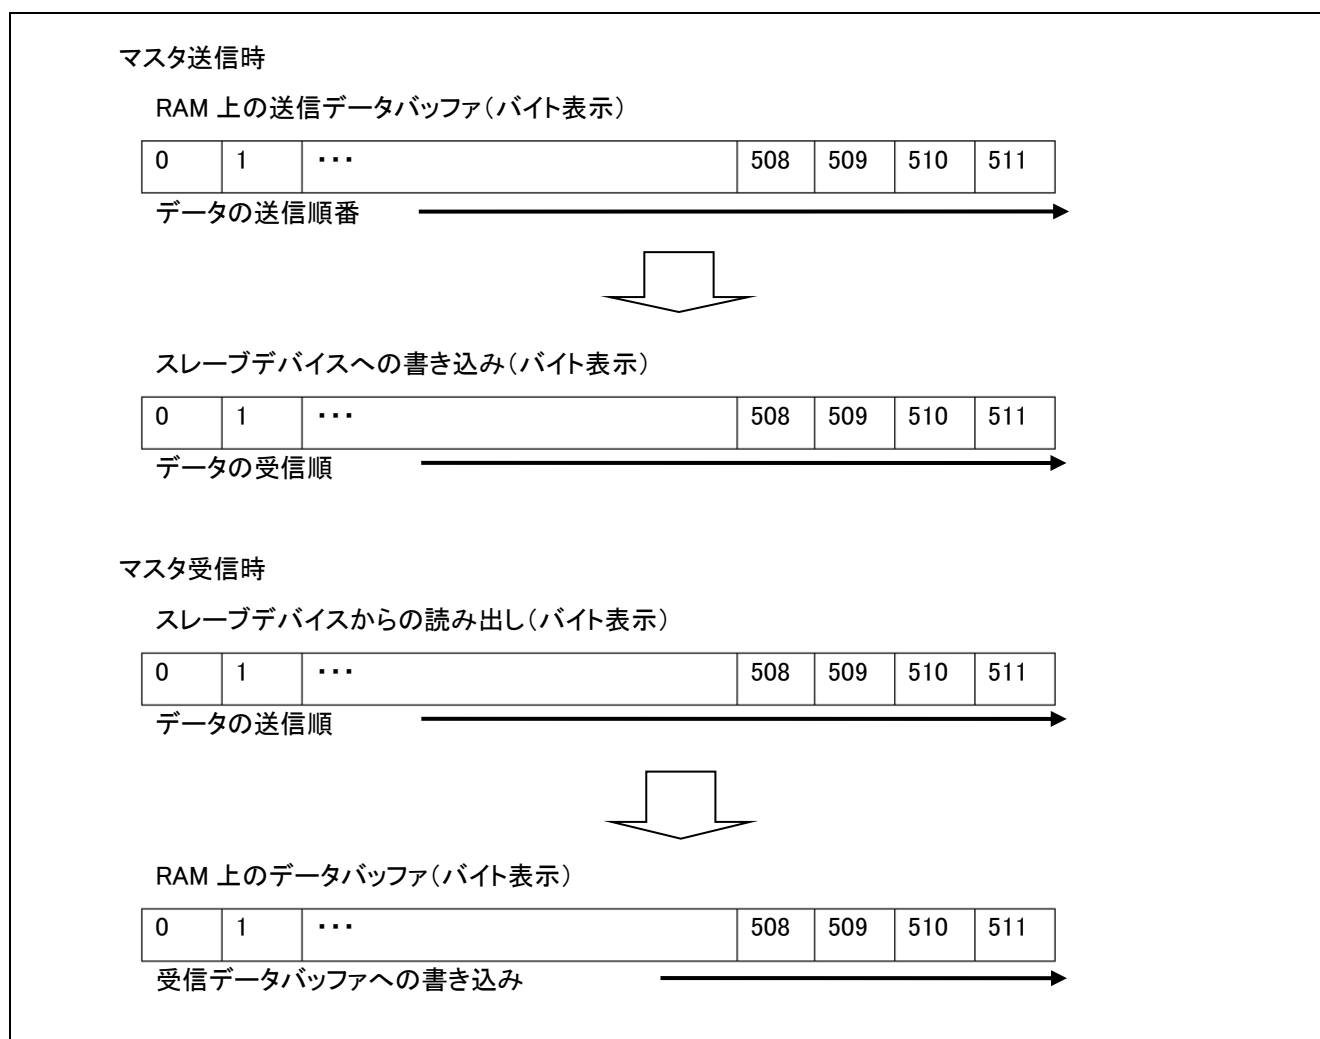 マスタ送信時
RAM 上の送信データバッファ（バイト表示）
0 1 ・・・ 508 509 510 511
データの送信順番
スレーブデバイスへの書き込み（バイト表示）
0 1 ・・・ 508 509 510 511
データの受信順
マスタ受信時
スレーブデバイスからの読み出し（バイト表示）
0 1 ・・・ 508 509 510 511
データの送信順
RAM 上のデータバッファ（バイト表示）
0 1 ・・・ 508 509 510 511
受信データバッファへの書き込み